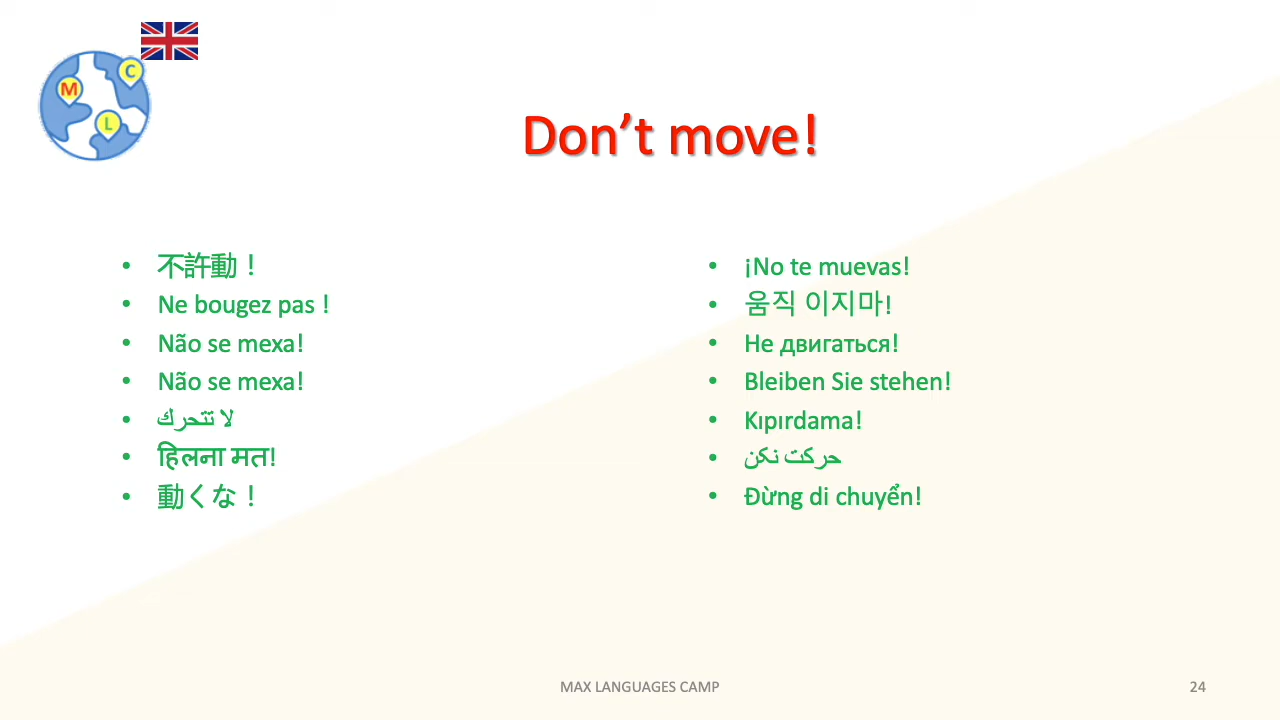 C
M
L
Don't move!
不許動！
Ne bougez pas !
Não se mexa!
Não se mexa!
لا تتحرك
हिलना मत!
動くな！
¡No te muevas!
움직 이지마!
Не двигаться!
Bleiben Sie stehen!
Kıpırdama!
حرکت نکن
Đừng di chuyển!
MAX LANGUAGES CAMP
24